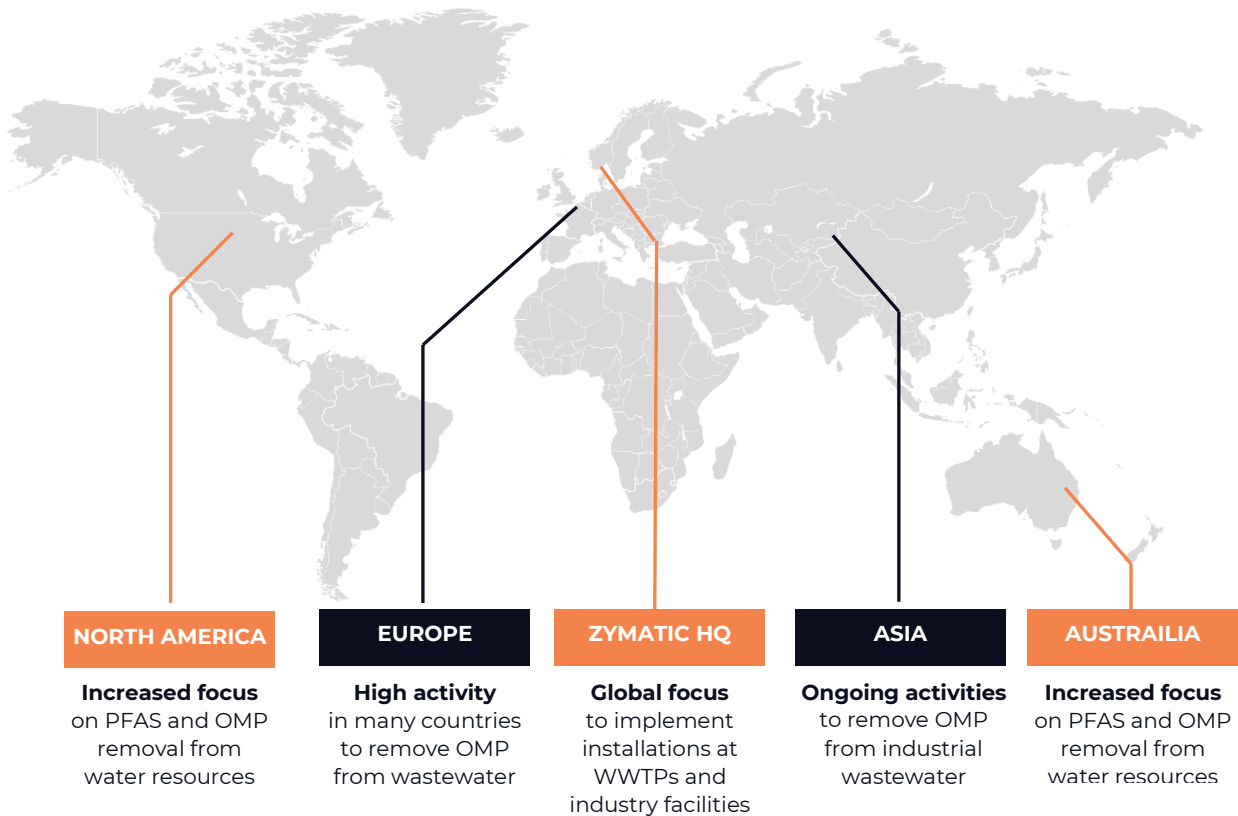 NORTH AMERICA
Increased focus
on PFAS and OMP
removal from
water resources
EUROPE
High activity
in many countries
to remove OMP
from wastewater
ZYMATIC HQ
Global focus
to implement
installations at
WWTPs and
industry facilities
ASIA
Ongoing activities
to remove OMP
from industrial
wastewater
AUSTRAILIA
Increased focus
on PFAS and OMP
removal from
water resources